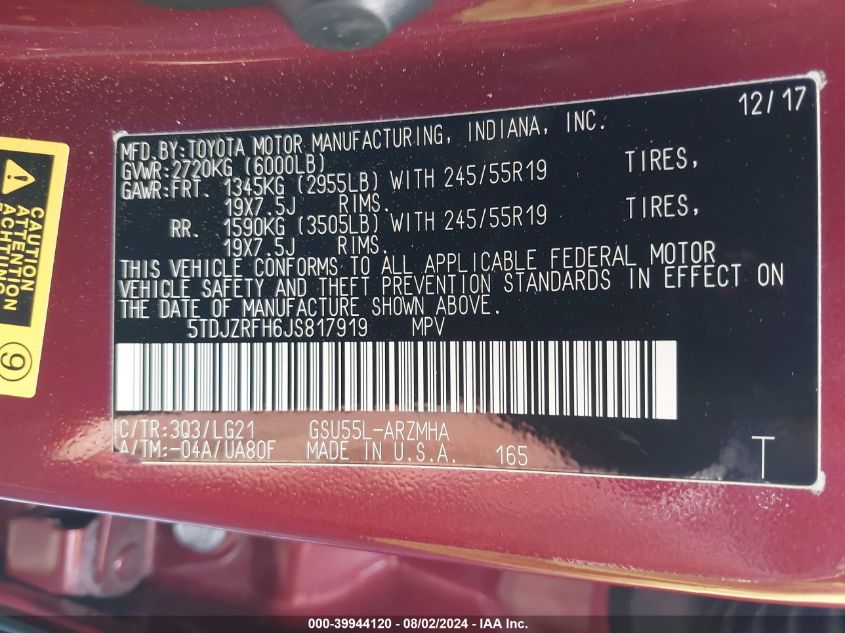 12/17
MFD.BY:TOYOTA MOTOR MANUFACTURING, INDIANA, INC.
GVWR:2720KG (6000LB)
GAWR:FRT. 1345KG (2955LB) WITH 245/55R19 TIRES,
19X7.5J RIMS.
RR. 1590KG (3505LB) WITH 245/55R19 TIRES,
19X7.5J RIMS.
THIS VEHICLE CONFORMS TO ALL APPLICABLE FEDERAL MOTOR
VEHICLE SAFETY AND THEFT PREVENTION STANDARDS IN EFFECT ON
THE DATE OF MANUFACTURE SHOWN ABOVE.
5TDJZRFH6JS817919 MPV
C/TR:3Q3/LG21 GSU55L-ARZMHA
A/TM:-04A/UA80F MADE IN U.S.A. 165
T
CAUTION
ATTENTION
ACHTUNG
9
000-39944120 - 08/02/2024 - IAA Inc.